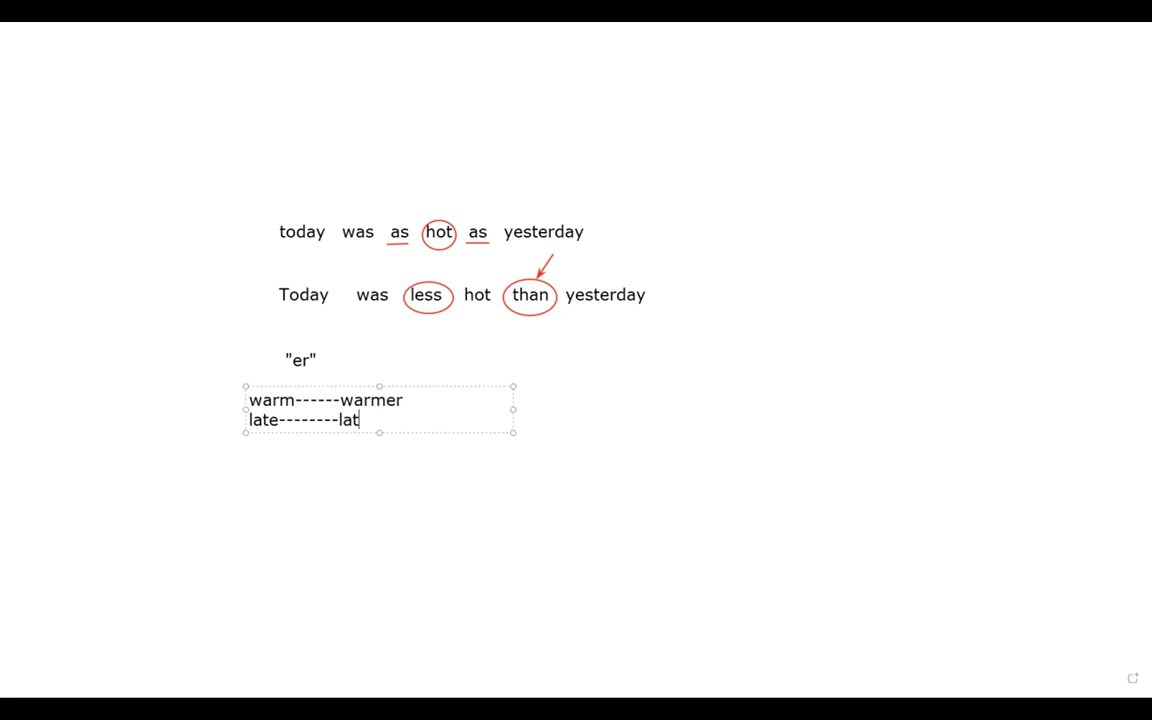 today was as hot as yesterday
Today was less hot than yesterday
"er"
warm------warmer
late--------lat